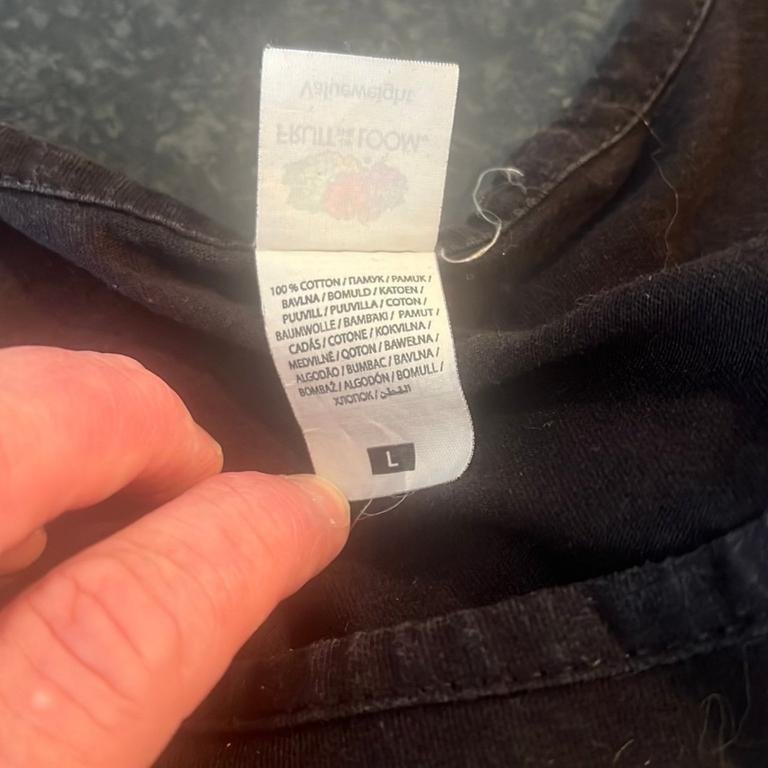 Valueweight
FRUIT OF THE LOOM®
100 % COTTON / ПАМУК / PAMUK /
BAVLNA / BOMULD / KATOEN /
PUUVILL / PUUVILLA / COTON /
BAUMWOLLE / ΒΑΜΒΑΚΙ / PAMUT /
CADÁS / COTONE / KOKVILNA /
MEDVILNĖ / QOTON / BAWEŁNA /
ALGODÃO / BUMBAC / BAVLNA /
BOMBAŽ / ALGODÓN / BOMULL /
ХЛОПОК / القطن
L